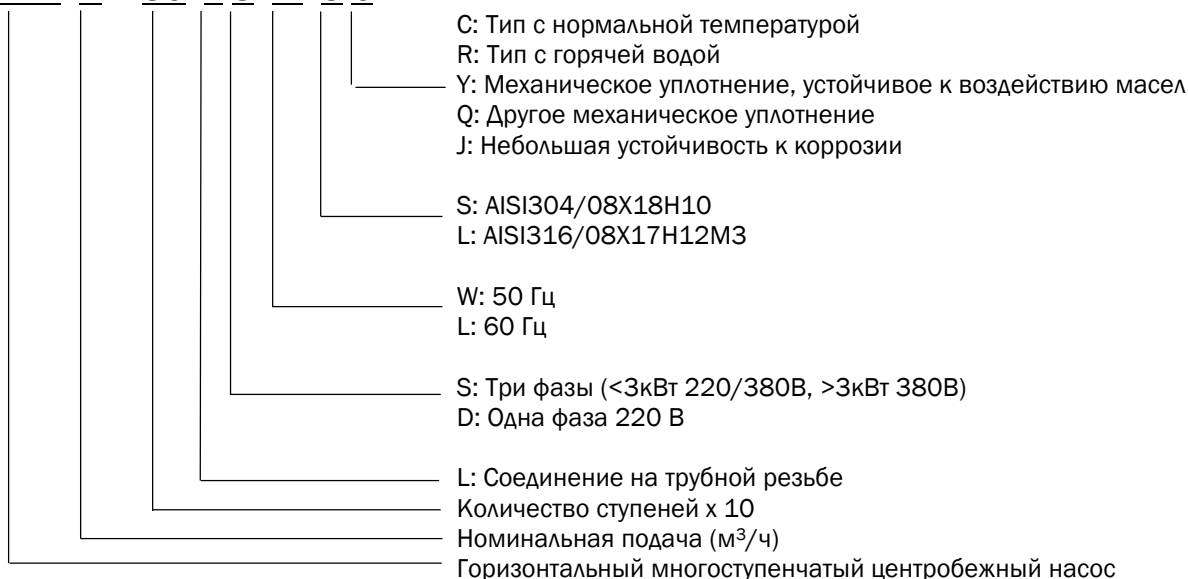 C: Тип с нормальной температурой
R: Тип с горячей водой
Y: Механическое уплотнение, устойчивое к воздействию масел
Q: Другое механическое уплотнение
J: Небольшая устойчивость к коррозии
S: AISI304/08Х18Н10
L: AISI316/08Х17Н12М3
W: 50 Гц
L: 60 Гц
S: Три фазы (<3кВт 220/380В, >3кВт 380В)
D: Одна фаза 220 В
L: Соединение на трубной резьбе
Количество ступеней х 10
Номинальная подача (м³/ч)
Горизонтальный многоступенчатый центробежный насос